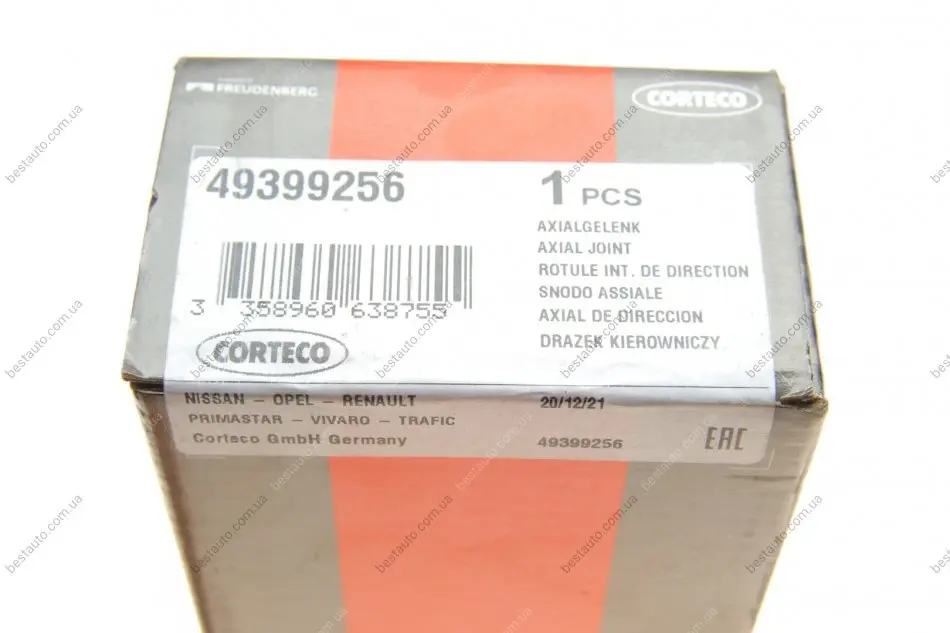 FREUDENBERG
CORTECO
49399256
1 PCS
AXIALGELENK
AXIAL JOINT
ROTULE INT. DE DIRECTION
SNODO ASSIALE
AXIAL DE DIRECCION
DRAZEK KIEROWNICZY
3 358960 638755
CORTECO
NISSAN - OPEL - RENAULT
20/12/21
PRIMASTAR - VIVARO - TRAFIC
Corteco GmbH Germany
49399256
EAC
bestauto.com.ua